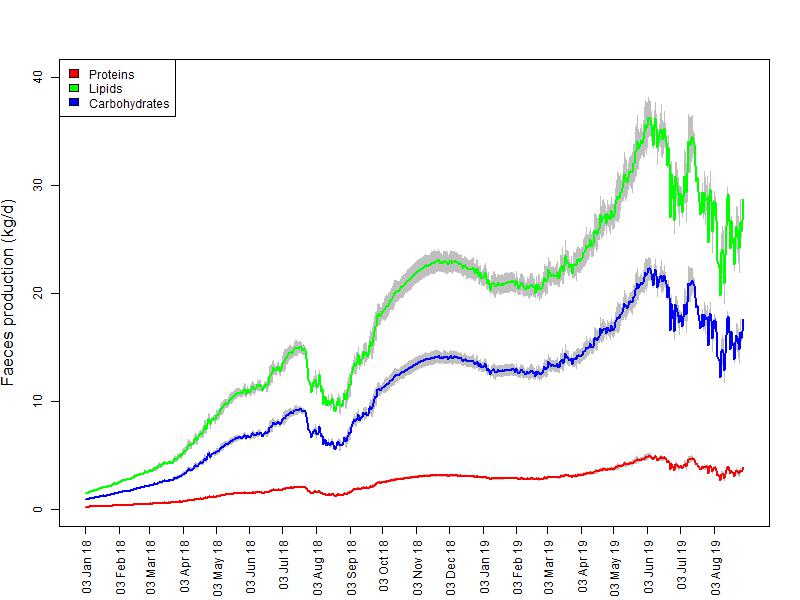 Proteins
Lipids
Carbohydrates
Faeces production (kg/d)
40
30
20
10
0
03 Jan 18
03 Feb 18
03 Mar 18
03 Apr 18
03 May 18
03 Jun 18
03 Jul 18
03 Aug 18
03 Sep 18
03 Oct 18
03 Nov 18
03 Dec 18
03 Jan 19
03 Feb 19
03 Mar 19
03 Apr 19
03 May 19
03 Jun 19
03 Jul 19
03 Aug 19